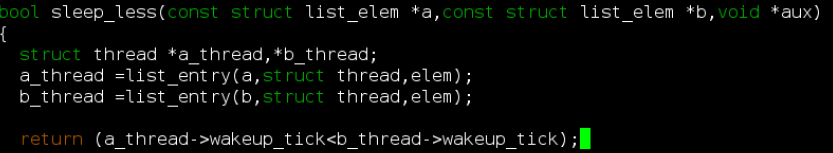 bool sleep_less(const struct list_elem *a,const struct list_elem *b,void *aux)
{
  struct thread *a_thread,*b_thread;
  a_thread =list_entry(a,struct thread,elem);
  b_thread =list_entry(b,struct thread,elem);

  return (a_thread->wakeup_tick<b_thread->wakeup_tick);